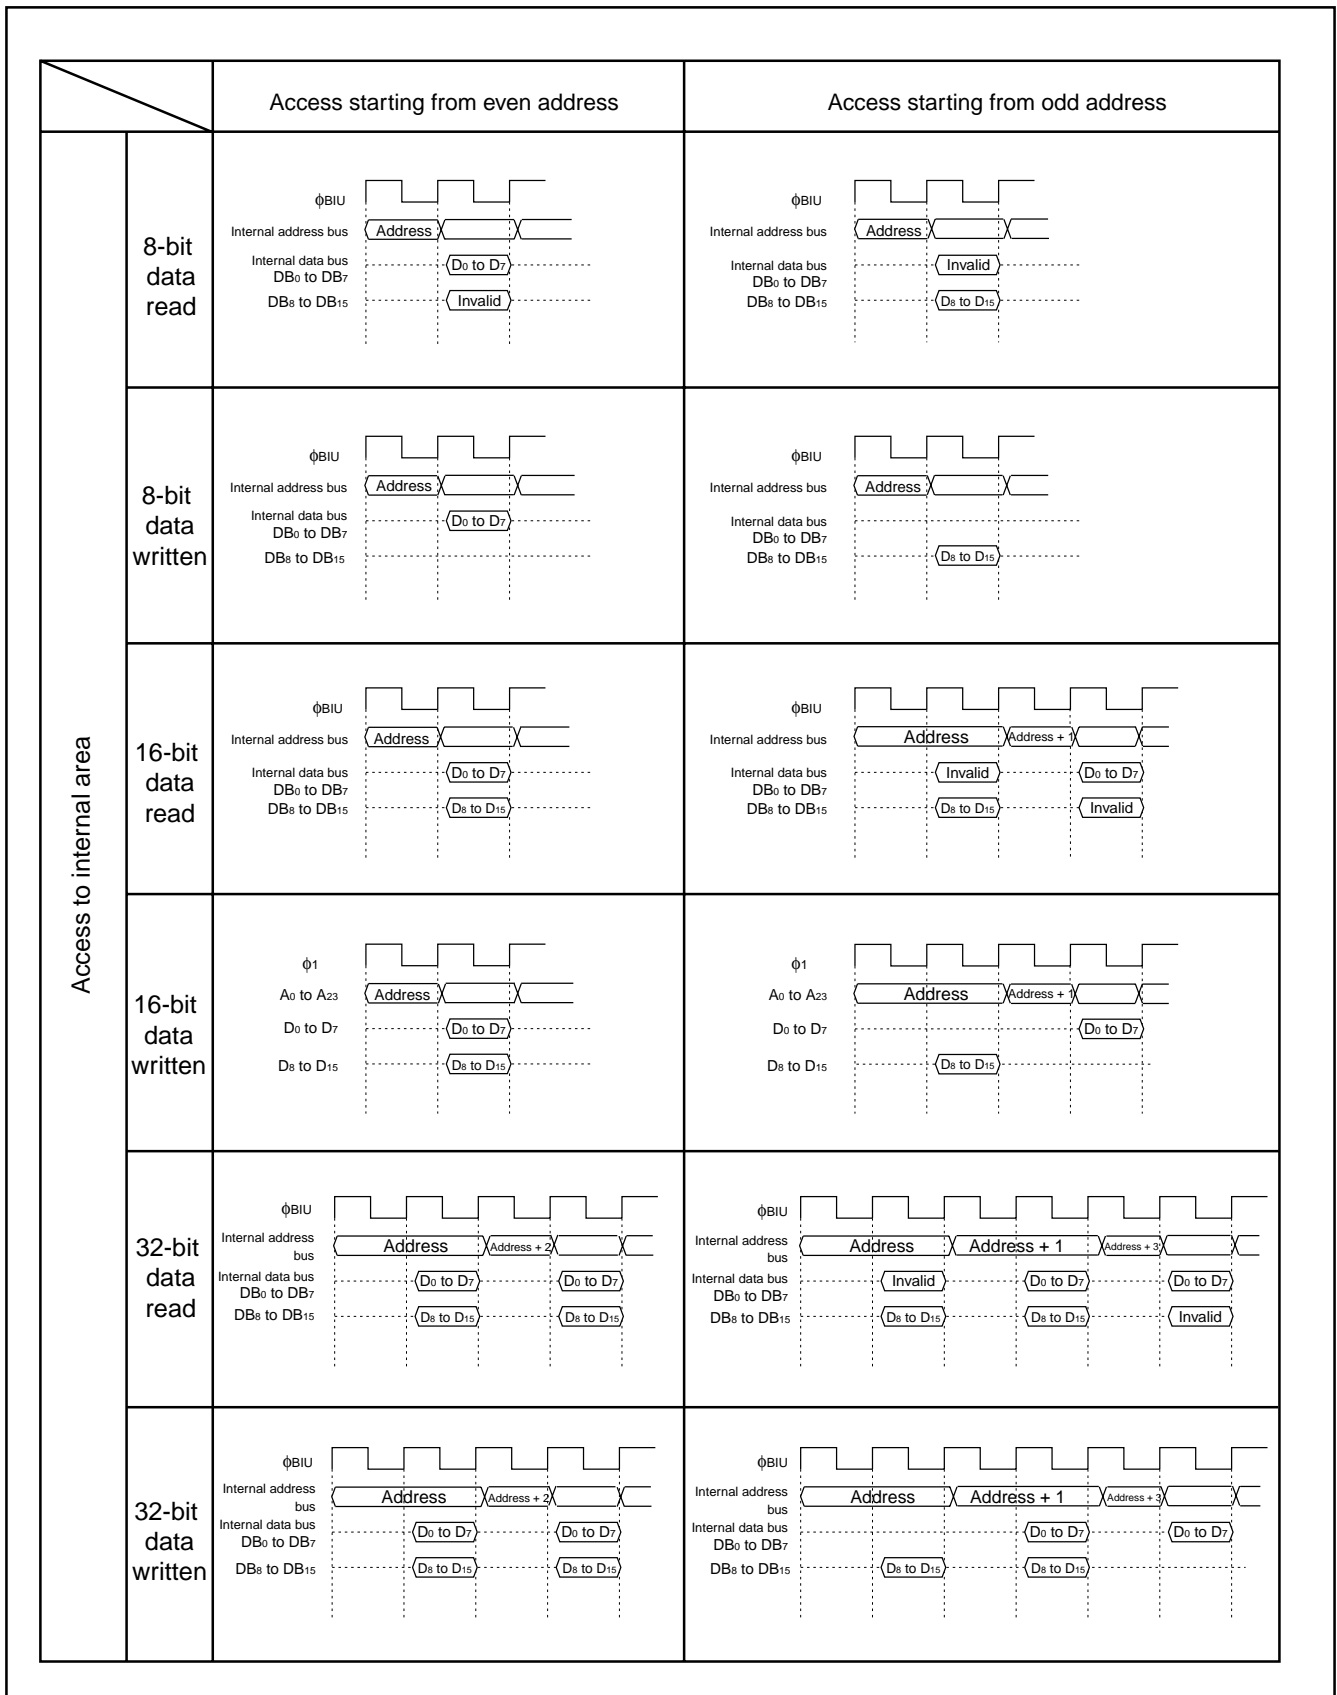 Access starting from even address
Access starting from odd address
Access to internal area
8-bit
data
read
ϕBIU
Internal address bus
Address
Internal data bus
DB0 to DB7
D0 to D7
DB8 to DB15
Invalid
ϕBIU
Internal address bus
Address
Internal data bus
DB0 to DB7
Invalid
DB8 to DB15
D8 to D15
8-bit
data
written
ϕBIU
Internal address bus
Address
Internal data bus
DB0 to DB7
D0 to D7
DB8 to DB15
ϕBIU
Internal address bus
Address
Internal data bus
DB0 to DB7
DB8 to DB15
D8 to D15
16-bit
data
read
ϕBIU
Internal address bus
Address
Internal data bus
DB0 to DB7
D0 to D7
DB8 to DB15
D8 to D15
ϕBIU
Internal address bus
Address
Address + 1
Internal data bus
DB0 to DB7
Invalid
D0 to D7
DB8 to DB15
D8 to D15
Invalid
16-bit
data
written
ϕ1
A0 to A23
Address
D0 to D7
D0 to D7
D8 to D15
D8 to D15
ϕ1
A0 to A23
Address
Address + 1
D0 to D7
D0 to D7
D8 to D15
D8 to D15
32-bit
data
read
ϕBIU
Internal address
bus
Address
Address + 2
Internal data bus
DB0 to DB7
D0 to D7
D0 to D7
DB8 to DB15
D8 to D15
D8 to D15
ϕBIU
Internal address
bus
Address
Address + 1
Address + 3
Internal data bus
DB0 to DB7
Invalid
D0 to D7
D0 to D7
DB8 to DB15
D8 to D15
D8 to D15
Invalid
32-bit
data
written
ϕBIU
Internal address
bus
Address
Address + 2
Internal data bus
DB0 to DB7
D0 to D7
D0 to D7
DB8 to DB15
D8 to D15
D8 to D15
ϕBIU
Internal address
bus
Address
Address + 1
Address + 3
Internal data bus
DB0 to DB7
D0 to D7
D0 to D7
DB8 to DB15
D8 to D15
D8 to D15